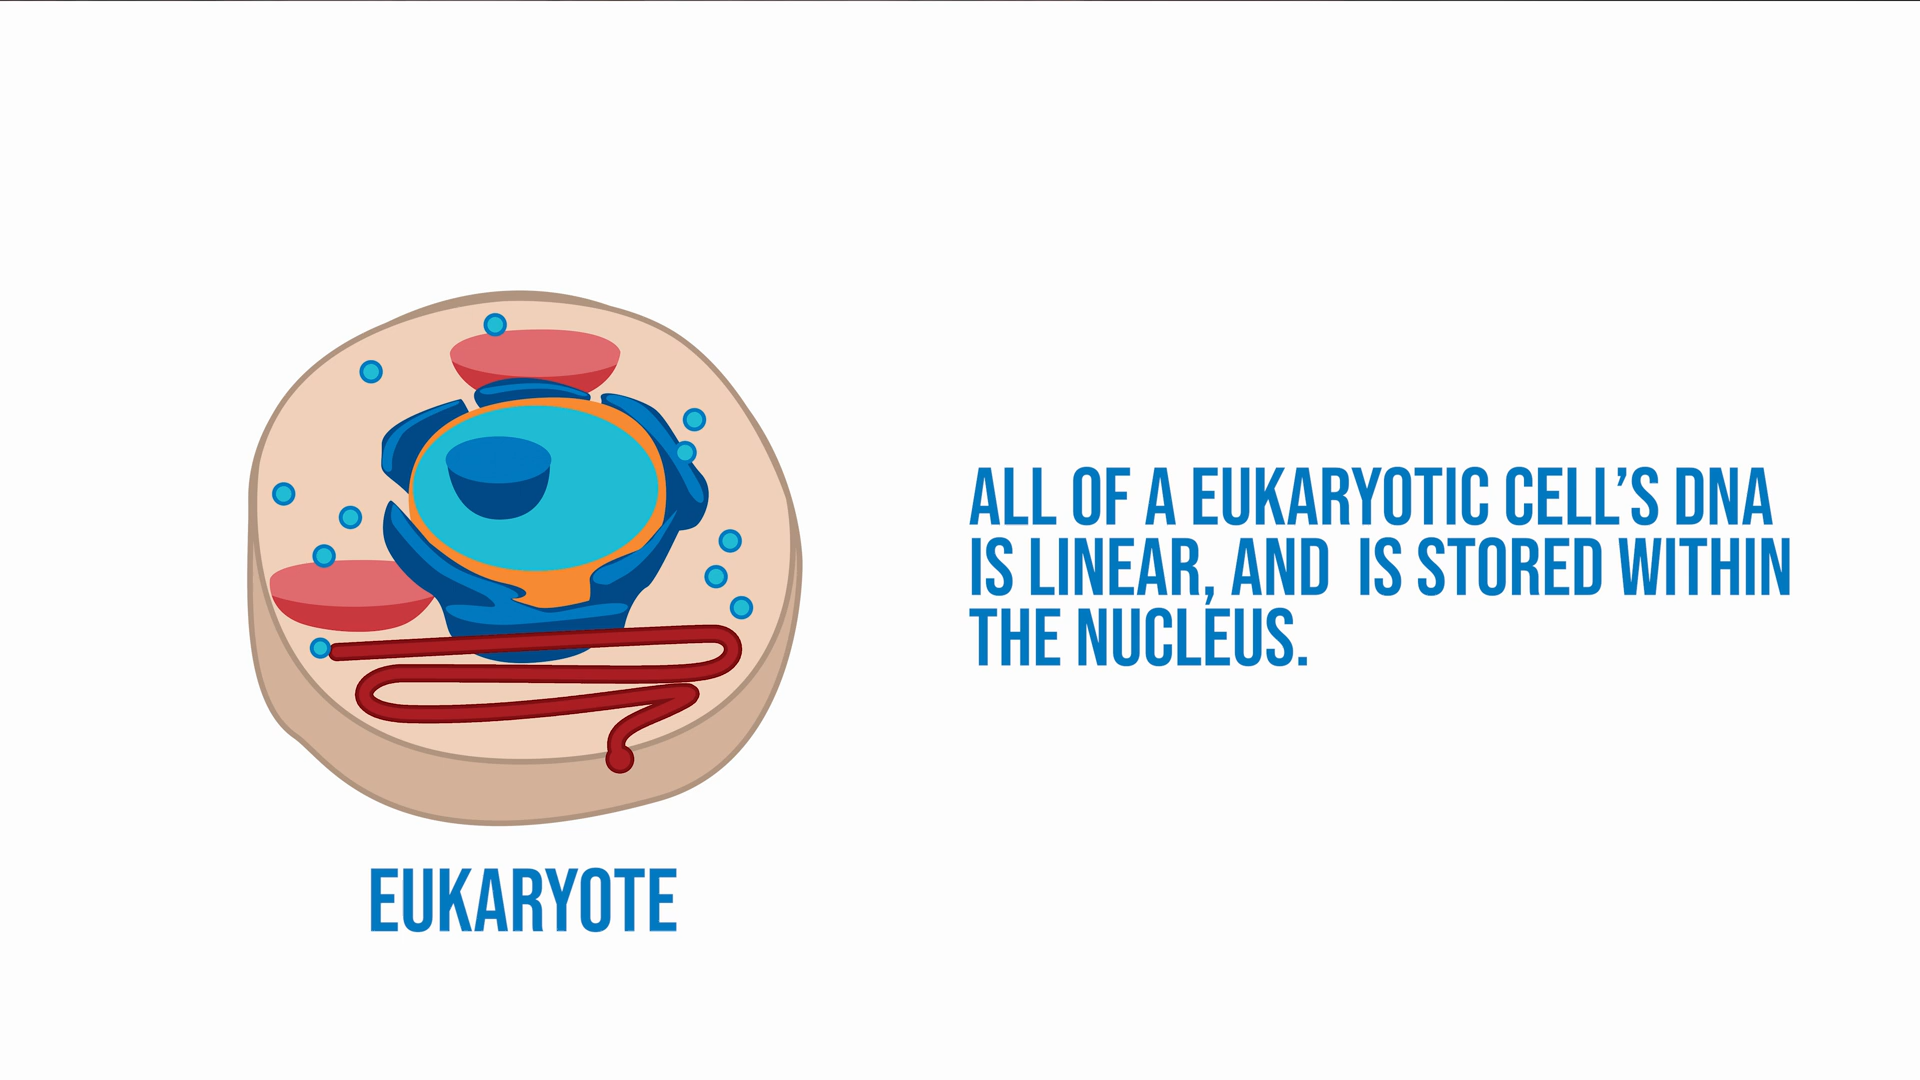 ALL OF A EUKARYOTIC CELL’S DNA
IS LINEAR, AND  IS STORED WITHIN
THE NUCLEUS.
EUKARYOTE